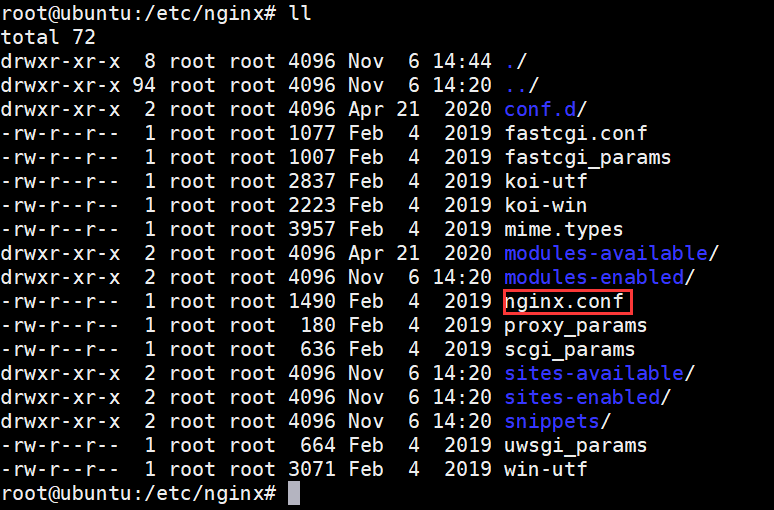 root@ubuntu:/etc/nginx# ll
total 72
drwxr-xr-x  8 root root 4096 Nov  6 14:44 ./
drwxr-xr-x 94 root root 4096 Nov  6 14:20 ../
drwxr-xr-x  2 root root 4096 Apr 21  2020 conf.d/
-rw-r--r--  1 root root 1077 Feb  4  2019 fastcgi.conf
-rw-r--r--  1 root root 1007 Feb  4  2019 fastcgi_params
-rw-r--r--  1 root root 2837 Feb  4  2019 koi-utf
-rw-r--r--  1 root root 2223 Feb  4  2019 koi-win
-rw-r--r--  1 root root 3957 Feb  4  2019 mime.types
drwxr-xr-x  2 root root 4096 Apr 21  2020 modules-available/
drwxr-xr-x  2 root root 4096 Nov  6 14:20 modules-enabled/
-rw-r--r--  1 root root 1490 Feb  4  2019 nginx.conf
-rw-r--r--  1 root root  180 Feb  4  2019 proxy_params
-rw-r--r--  1 root root  636 Feb  4  2019 scgi_params
drwxr-xr-x  2 root root 4096 Nov  6 14:20 sites-available/
drwxr-xr-x  2 root root 4096 Nov  6 14:20 sites-enabled/
drwxr-xr-x  2 root root 4096 Nov  6 14:20 snippets/
-rw-r--r--  1 root root  664 Feb  4  2019 uwsgi_params
-rw-r--r--  1 root root 3071 Feb  4  2019 win-utf
root@ubuntu:/etc/nginx#